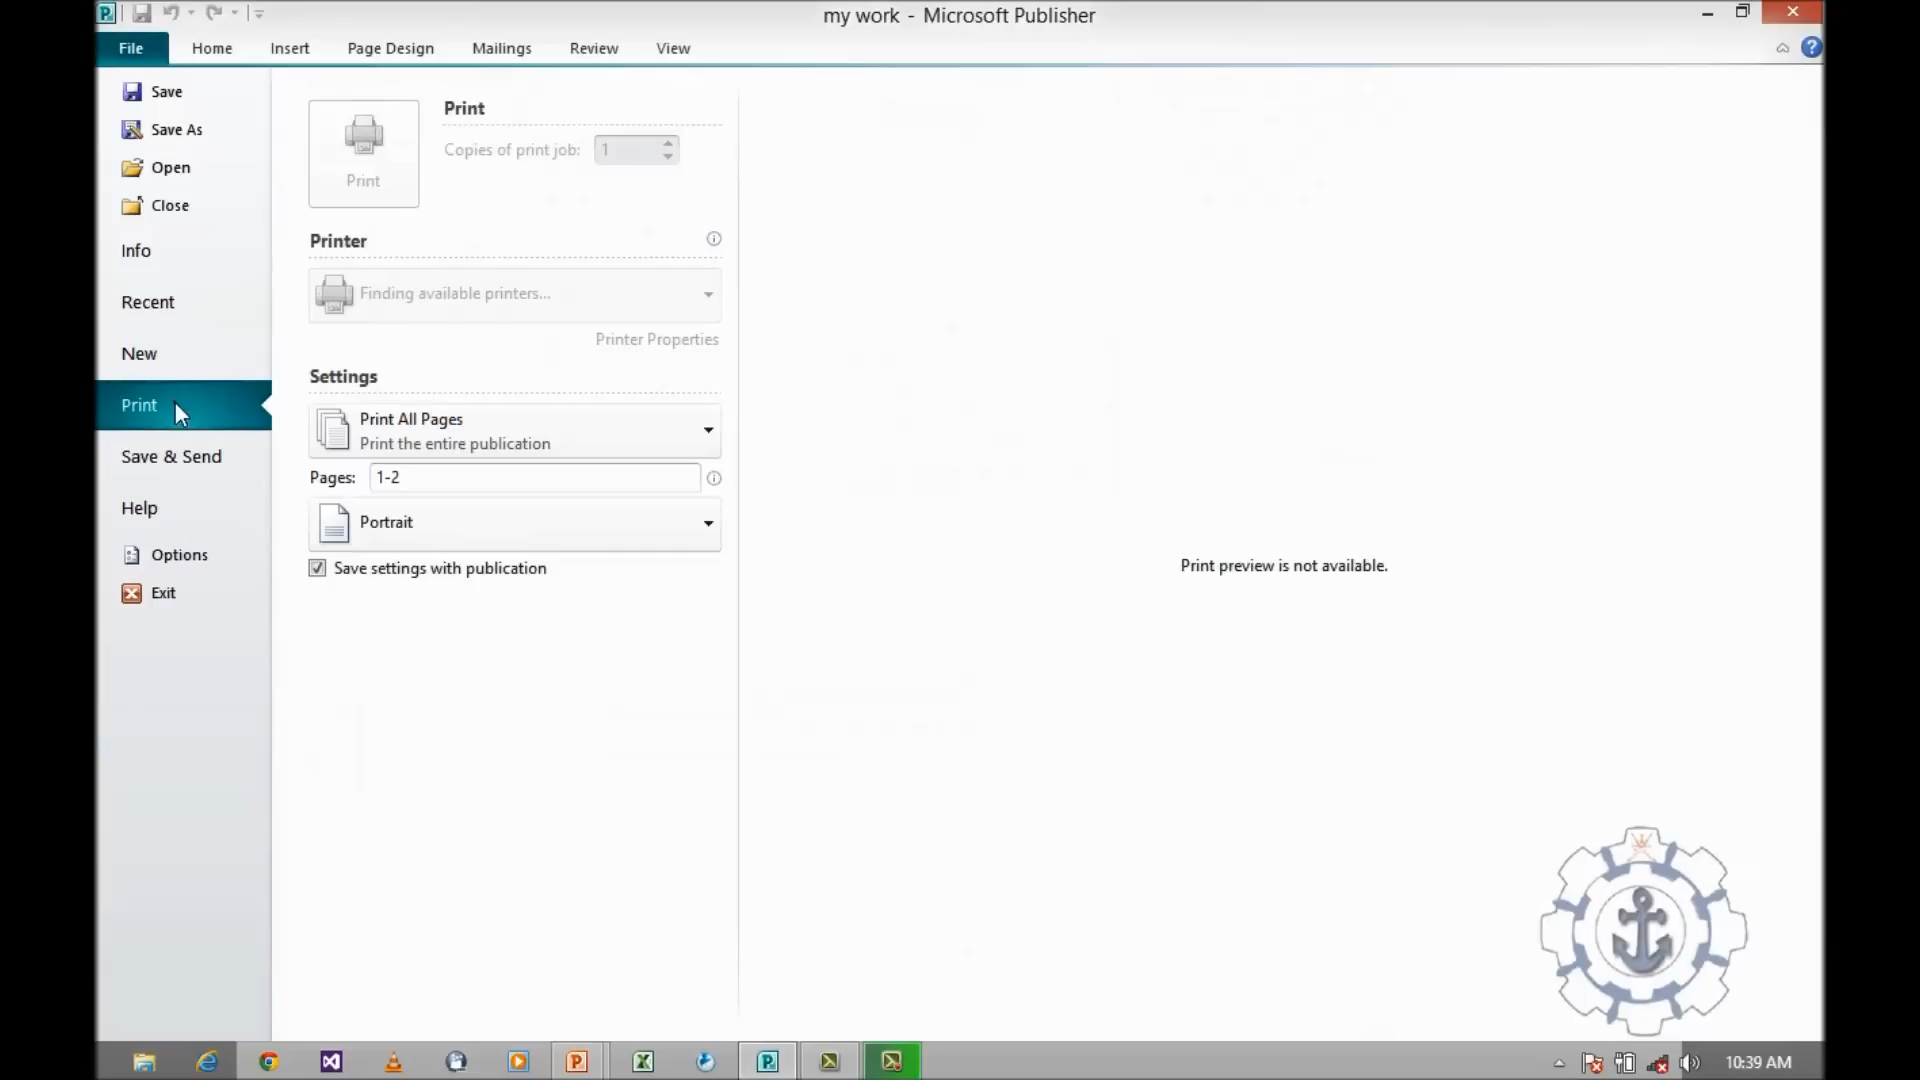 my work - Microsoft Publisher
File Home Insert Page Design Mailings Review View
Save
Save As
Open
Close
Info
Recent
New
Print
Save & Send
Help
Options
Exit
Print
Print
Copies of print job: 1
Printer
Finding available printers...
Printer Properties
Settings
Print All Pages
Print the entire publication
Pages: 1-2
Portrait
Save settings with publication
Print preview is not available.
10:39 AM